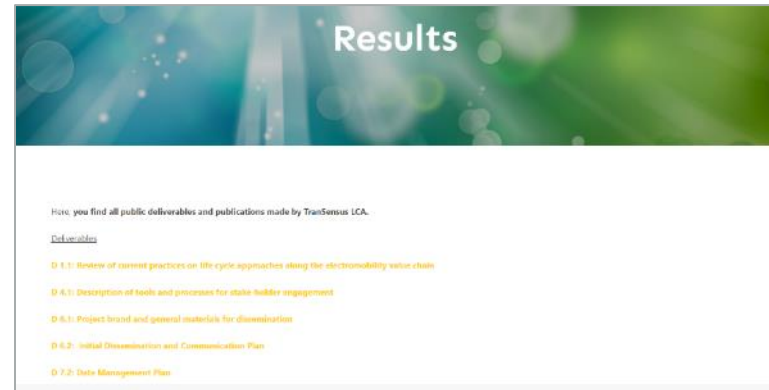 Results
Here, you find all public deliverables and publications made by TranSensus LCA.
Deliverables
D 1.1: Review of current practices on life cycle approaches along the electromobility value chain
D 4.1: Description of tools and processes for stake-holder engagement
D 6.1: Project brand and general materials for dissemination
D 6.2: Initial Dissemination and Communication Plan
D 7.2: Data Management Plan